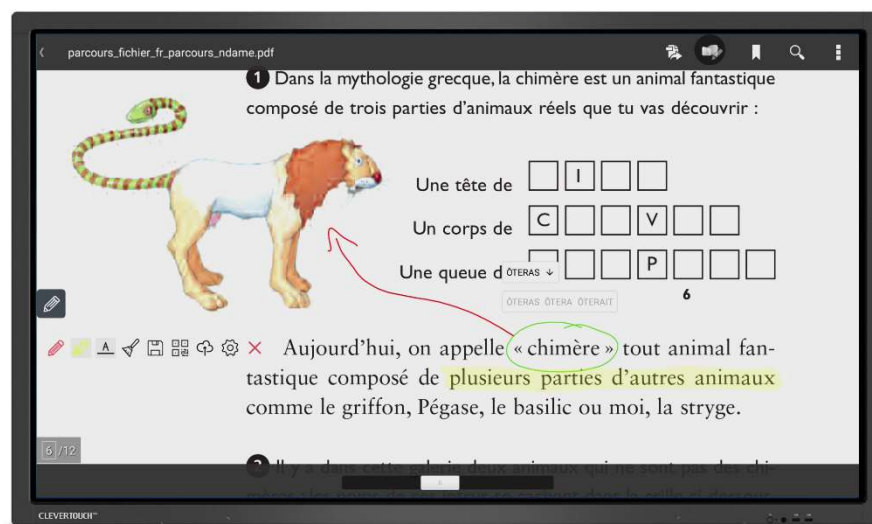 parcours_fichier_fr_parcours_ndame.pdf
1 Dans la mythologie grecque, la chimère est un animal fantastique
composé de trois parties d'animaux réels que tu vas découvrir :
Une tête de I
Un corps de C V
Une queue d P
ÔTERAS
ÔTERAS ÔTERA ÔTERAIT
6
A
Aujourd'hui, on appelle « chimère » tout animal fan-
tastique composé de plusieurs parties d'autres animaux
comme le griffon, Pégase, le basilic ou moi, la stryge.
6 /12
2 Il y a dans cette galerie deux animaux qui ne sont pas des chi-
CLEVERTOUCH™